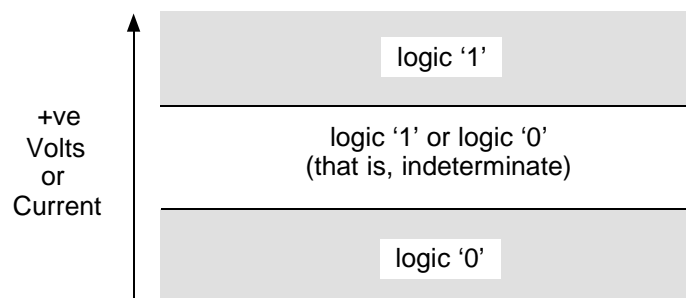 logic ‘1’
+ve
Volts
or
Current
logic ‘1’ or logic ‘0’
(that is, indeterminate)
logic ‘0’